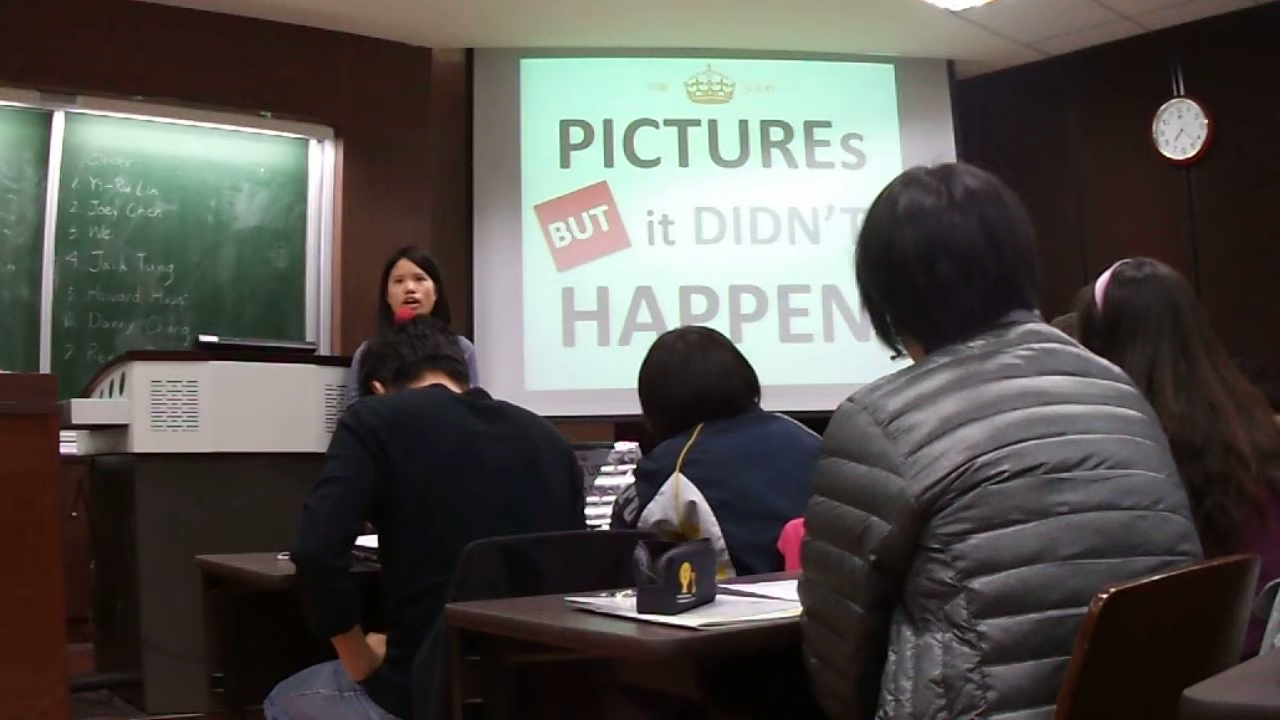 1. Yi-Ru Lin
2. Joey Chen
3. We
4. Jack Tung
5. Howard
6. Danny Chang
7.
PICTUREs
BUT it DIDN'T
HAPPEN